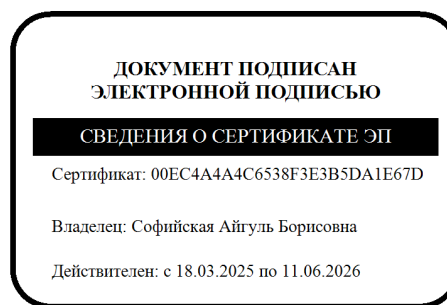 ДОКУМЕНТ ПОДПИСАН
ЭЛЕКТРОННОЙ ПОДПИСЬЮ
СВЕДЕНИЯ О СЕРТИФИКАТЕ ЭП
Сертификат: 00EC4A4A4C6538F3E3B5DA1E67D
Владелец: Софийская Айгуль Борисовна
Действителен: с 18.03.2025 по 11.06.2026